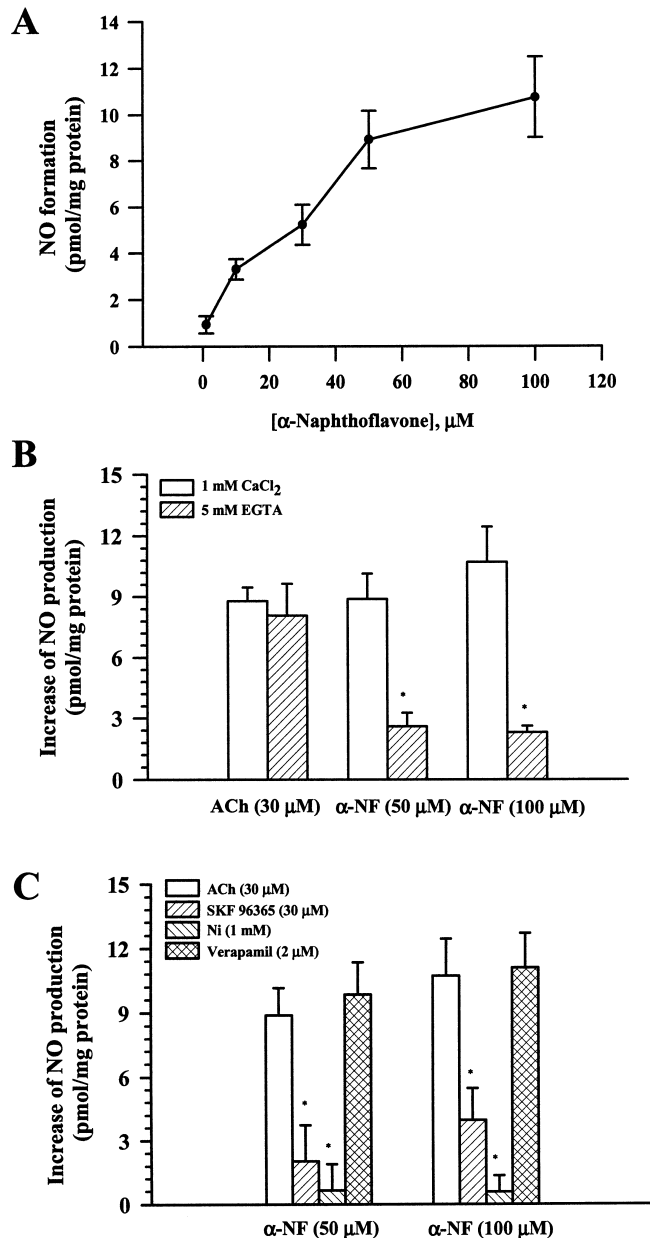 A
14
12
10
8
6
4
2
0
NO formation
(pmol/mg protein)
0 20 40 60 80 100 120
[α-Naphthoflavone], μM
B
15
12
9
6
3
0
Increase of NO production
(pmol/mg protein)
1 mM CaCl₂
5 mM EGTA
*
*
ACh (30 μM) α-NF (50 μM) α-NF (100 μM)
C
15
12
9
6
3
0
Increase of NO production
(pmol/mg protein)
ACh (30 μM)
SKF 96365 (30 μM)
Ni (1 mM)
Verapamil (2 μM)
*
*
*
*
α-NF (50 μM) α-NF (100 μM)